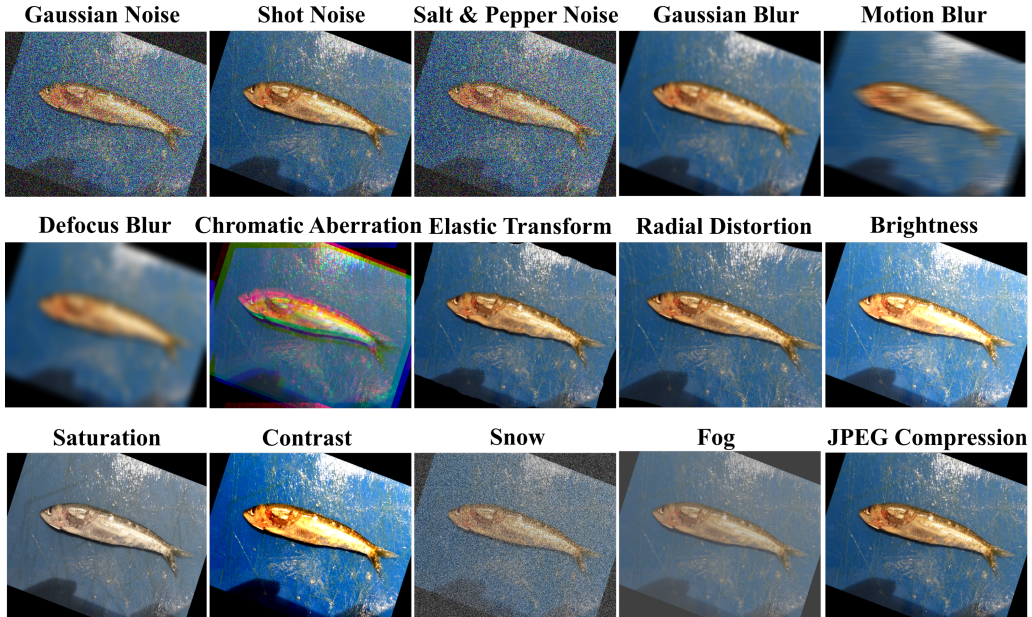 Gaussian Noise Shot Noise Salt & Pepper Noise Gaussian Blur Motion Blur
Defocus Blur Chromatic Aberration Elastic Transform Radial Distortion Brightness
Saturation Contrast Snow Fog JPEG Compression